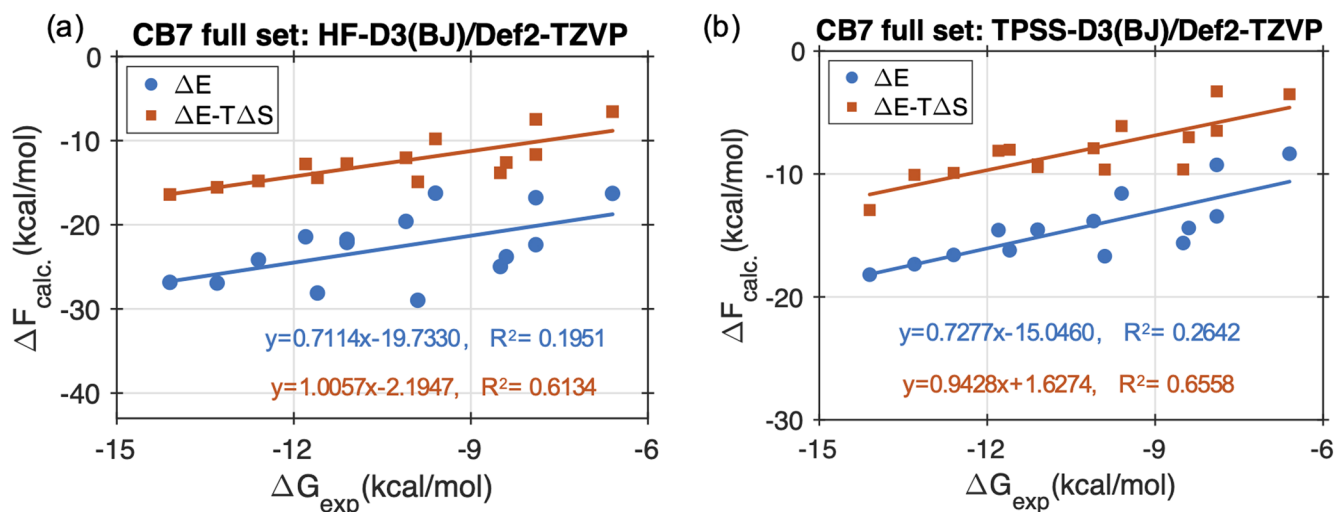 (a)
CB7 full set: HF-D3(BJ)/Def2-TZVP
ΔE
ΔE-TΔS
0
-10
-20
-30
-40
ΔF_calc. (kcal/mol)
y=0.7114x-19.7330, R²= 0.1951
y=1.0057x-2.1947, R²= 0.6134
-15 -12 -9 -6
ΔG_exp (kcal/mol)
(b)
CB7 full set: TPSS-D3(BJ)/Def2-TZVP
ΔE
ΔE-TΔS
0
-10
-20
-30
ΔF_calc. (kcal/mol)
y=0.7277x-15.0460, R²= 0.2642
y=0.9428x+1.6274, R²= 0.6558
-15 -12 -9 -6
ΔG_exp (kcal/mol)